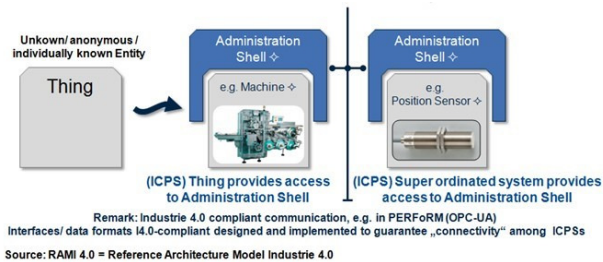 Unkown/ anonymous /
individually known Entity
Thing
Administration
Shell ✧
e.g. Machine ✧
(ICPS) Thing provides access
to Administration Shell
Administration
Shell ✧
e.g.
Position Sensor ✧
(ICPS) Super ordinated system provides
access to Administration Shell
Remark: Industrie 4.0 compliant communication, e.g. in PERFoRM (OPC-UA)
Interfaces/ data formats I4.0-compliant designed and implemented to guarantee „connectivity“ among ICPSs
Source: RAMI 4.0 = Reference Architecture Model Industrie 4.0